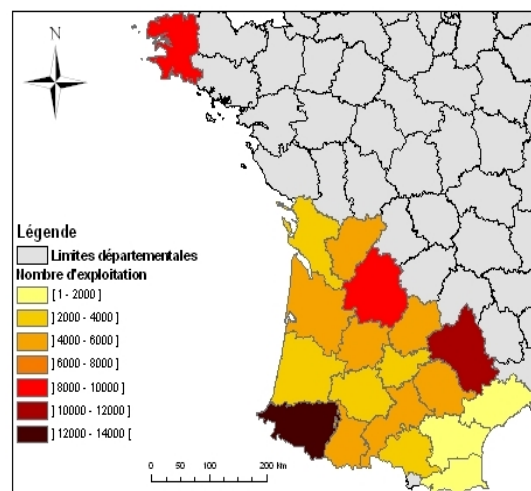 N
Légende
Limites départementales
Nombre d'exploitation
[ 1 - 2000 ]
] 2000 - 4000 ]
] 4000 - 6000 ]
] 6000 - 8000 ]
] 8000 - 10000 ]
] 10000 - 12000 ]
] 12000 - 14000 [
0 50 100 200 Km